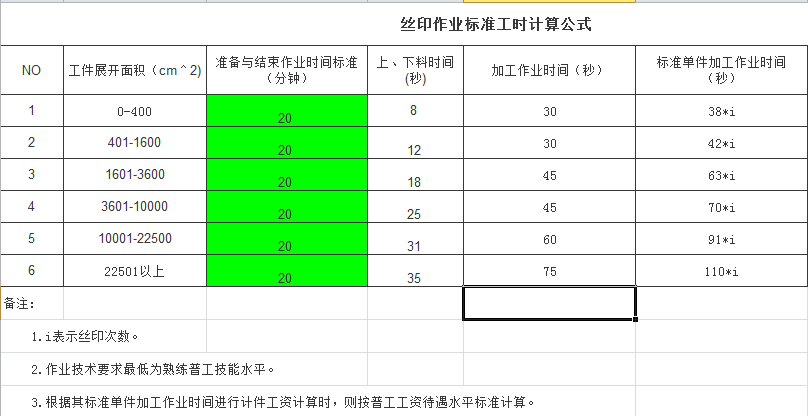 丝印作业标准工时计算公式
NO 工件展开面积（cm＾2） 准备与结束作业时间标准（分钟） 上、下料时间(秒) 加工作业时间（秒） 标准单件加工作业时间（秒）
1 0-400 20 8 30 38*i
2 401-1600 20 12 30 42*i
3 1601-3600 20 18 45 63*i
4 3601-10000 20 25 45 70*i
5 10001-22500 20 31 60 91*i
6 22501以上 20 35 75 110*i
备注:
1.i表示丝印次数。
2.作业技术要求最低为熟练普工技能水平。
3.根据其标准单件加工作业时间进行计件工资计算时，则按普工工资待遇水平标准计算。